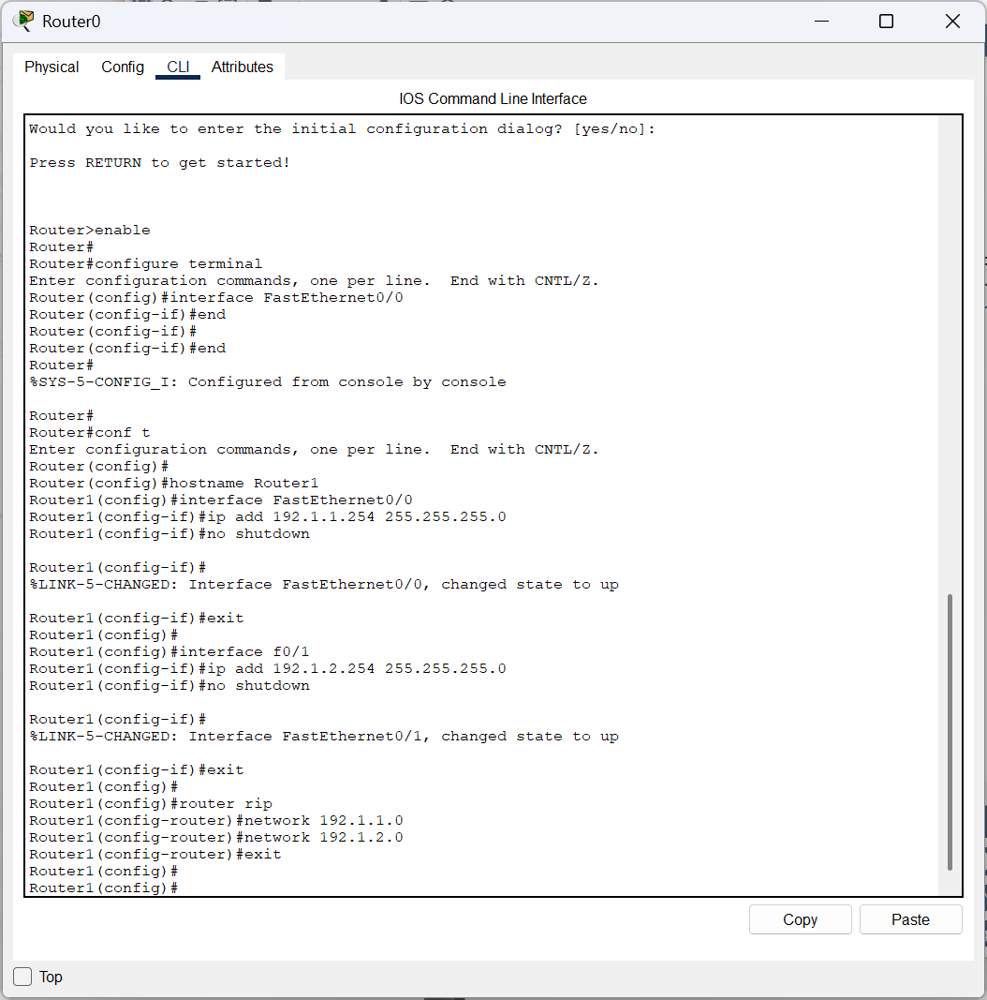 Router0
Physical Config CLI Attributes
IOS Command Line Interface
Would you like to enter the initial configuration dialog? [yes/no]:
Press RETURN to get started!
Router>enable
Router#
Router#configure terminal
Enter configuration commands, one per line.  End with CNTL/Z.
Router(config)#interface FastEthernet0/0
Router(config-if)#end
Router(config-if)#
Router(config-if)#end
Router#
%SYS-5-CONFIG_I: Configured from console by console
Router#
Router#conf t
Enter configuration commands, one per line.  End with CNTL/Z.
Router(config)#
Router(config)#hostname Router1
Router1(config)#interface FastEthernet0/0
Router1(config-if)#ip add 192.1.1.254 255.255.255.0
Router1(config-if)#no shutdown
Router1(config-if)#
%LINK-5-CHANGED: Interface FastEthernet0/0, changed state to up
Router1(config-if)#exit
Router1(config)#
Router1(config)#interface f0/1
Router1(config-if)#ip add 192.1.2.254 255.255.255.0
Router1(config-if)#no shutdown
Router1(config-if)#
%LINK-5-CHANGED: Interface FastEthernet0/1, changed state to up
Router1(config-if)#exit
Router1(config)#
Router1(config)#router rip
Router1(config-router)#network 192.1.1.0
Router1(config-router)#network 192.1.2.0
Router1(config-router)#exit
Router1(config)#
Router1(config)#
Copy Paste
Top